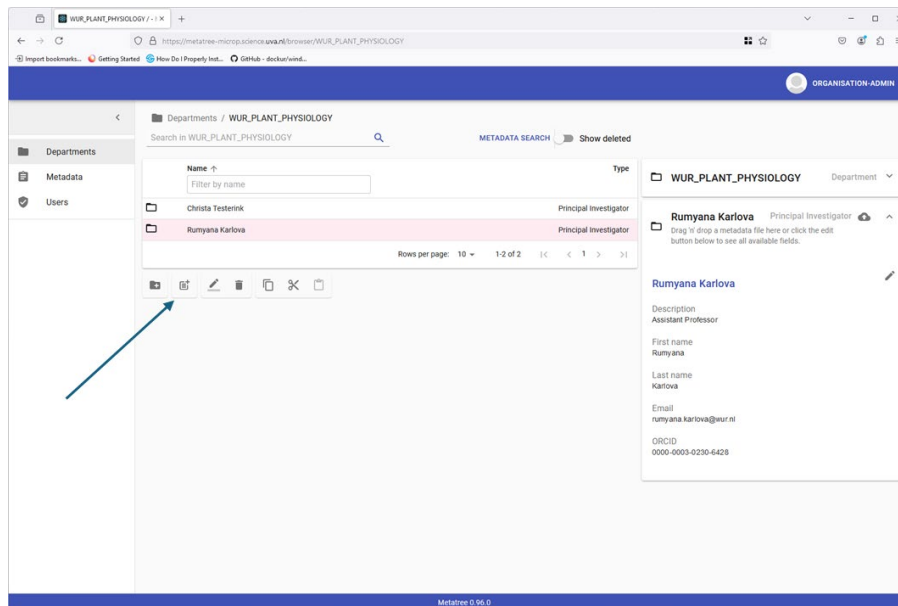 WUR_PLANT_PHYSIOLOGY / - |
https://metatree-microp.science.uva.nl/browser/WUR_PLANT_PHYSIOLOGY
Import bookmarks... Getting Started How Do I Properly Inst... GitHub - dockur/wind...
ORGANISATION-ADMIN
Departments
Metadata
Users
Departments / WUR_PLANT_PHYSIOLOGY
Search in WUR_PLANT_PHYSIOLOGY
METADATA SEARCH Show deleted
Name Type
Filter by name
Christa Testerink Principal Investigator
Rumyana Karlova Principal Investigator
Rows per page: 10 1-2 of 2 1
WUR_PLANT_PHYSIOLOGY Department
Rumyana Karlova Principal Investigator
Drag 'n' drop a metadata file here or click the edit
button below to see all available fields.
Rumyana Karlova
Description
Assistant Professor
First name
Rumyana
Last name
Karlova
Email
rumyana.karlova@wur.nl
ORCID
0000-0003-0230-6428
Metatree 0.96.0